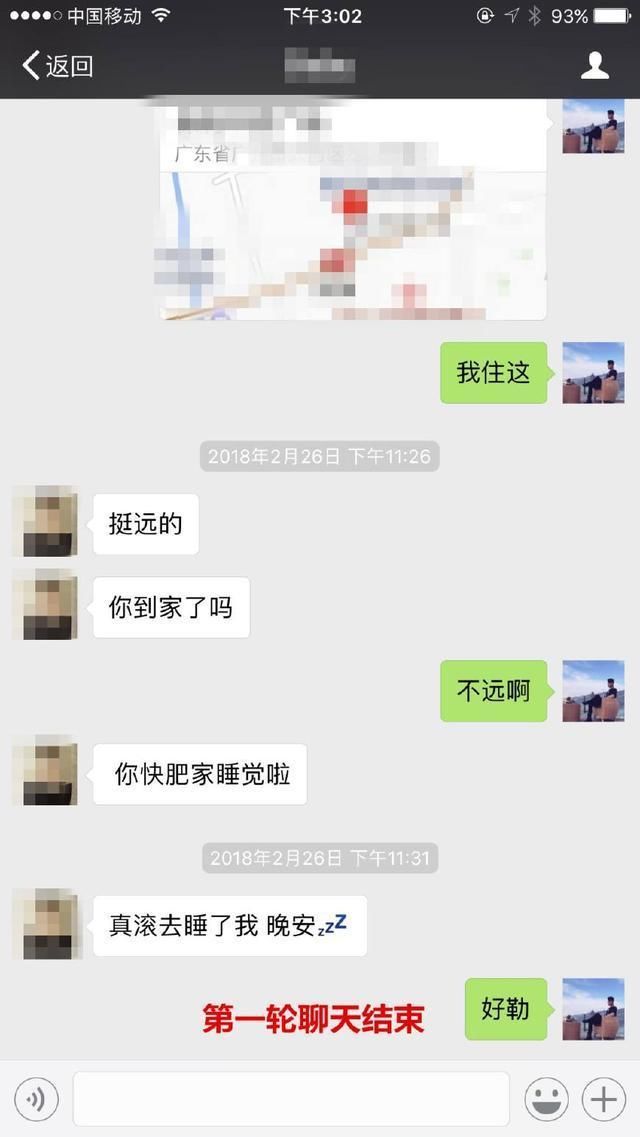 中国移动
下午3:02
93%
返回
广东省广
我住这
2018年2月26日 下午11:26
挺远的
你到家了吗
不远啊
你快肥家睡觉啦
2018年2月26日 下午11:31
真滚去睡了我 晚安zzZ
好勒
第一轮聊天结束